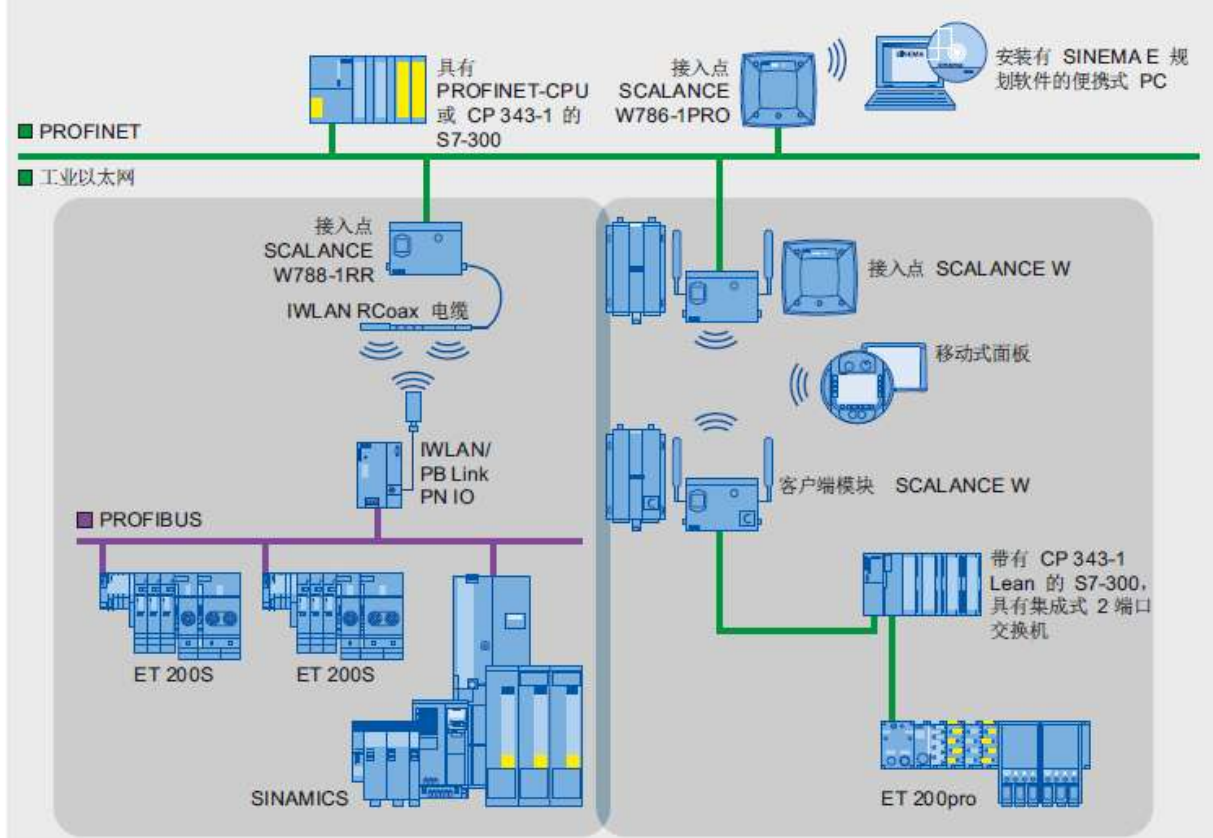 具有
PROFINET-CPU
或 CP 343-1 的
S7-300
接入点
SCALANCE
W786-1PRO
SINEMA
安装有 SINEMA E 规
划软件的便携式 PC
PROFINET
工业以太网
接入点
SCALANCE
W788-1RR
IWLAN RCoax 电缆
接入点 SCALANCE W
移动式面板
IWLAN/
PB Link
PN IO
客户端模块 SCALANCE W
PROFIBUS
ET 200S
ET 200S
SINAMICS
带有 CP 343-1
Lean 的 S7-300，
具有集成式 2 端口
交换机
ET 200pro